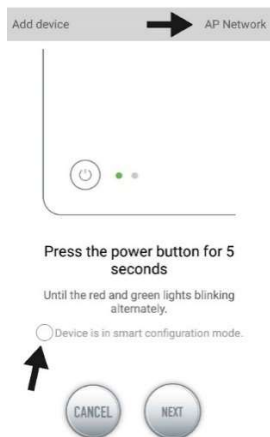 Add device AP Network
Press the power button for 5
seconds
Until the red and green lights blinking
alternately.
Device is in smart configuration mode.
CANCEL NEXT